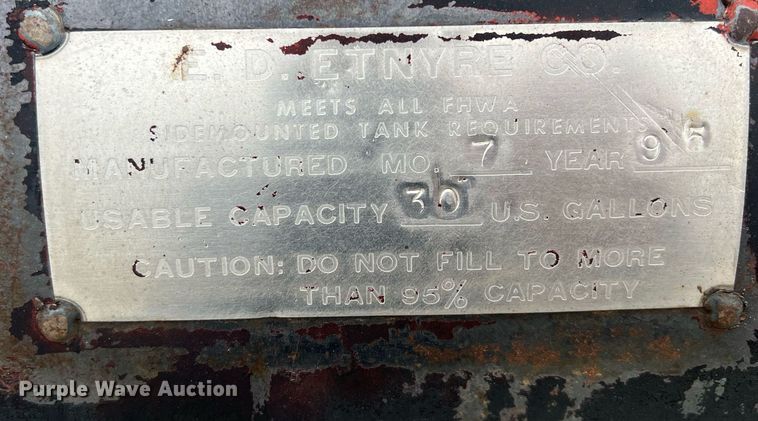 E. D. ETNYRE CO.
MEETS ALL FHWA
SIDEMOUNTED TANK REQUIREMENTS
MANUFACTURED MO. 7 YEAR 95
USABLE CAPACITY 30 U.S. GALLONS
CAUTION: DO NOT FILL TO MORE
THAN 95% CAPACITY
Purple Wave Auction